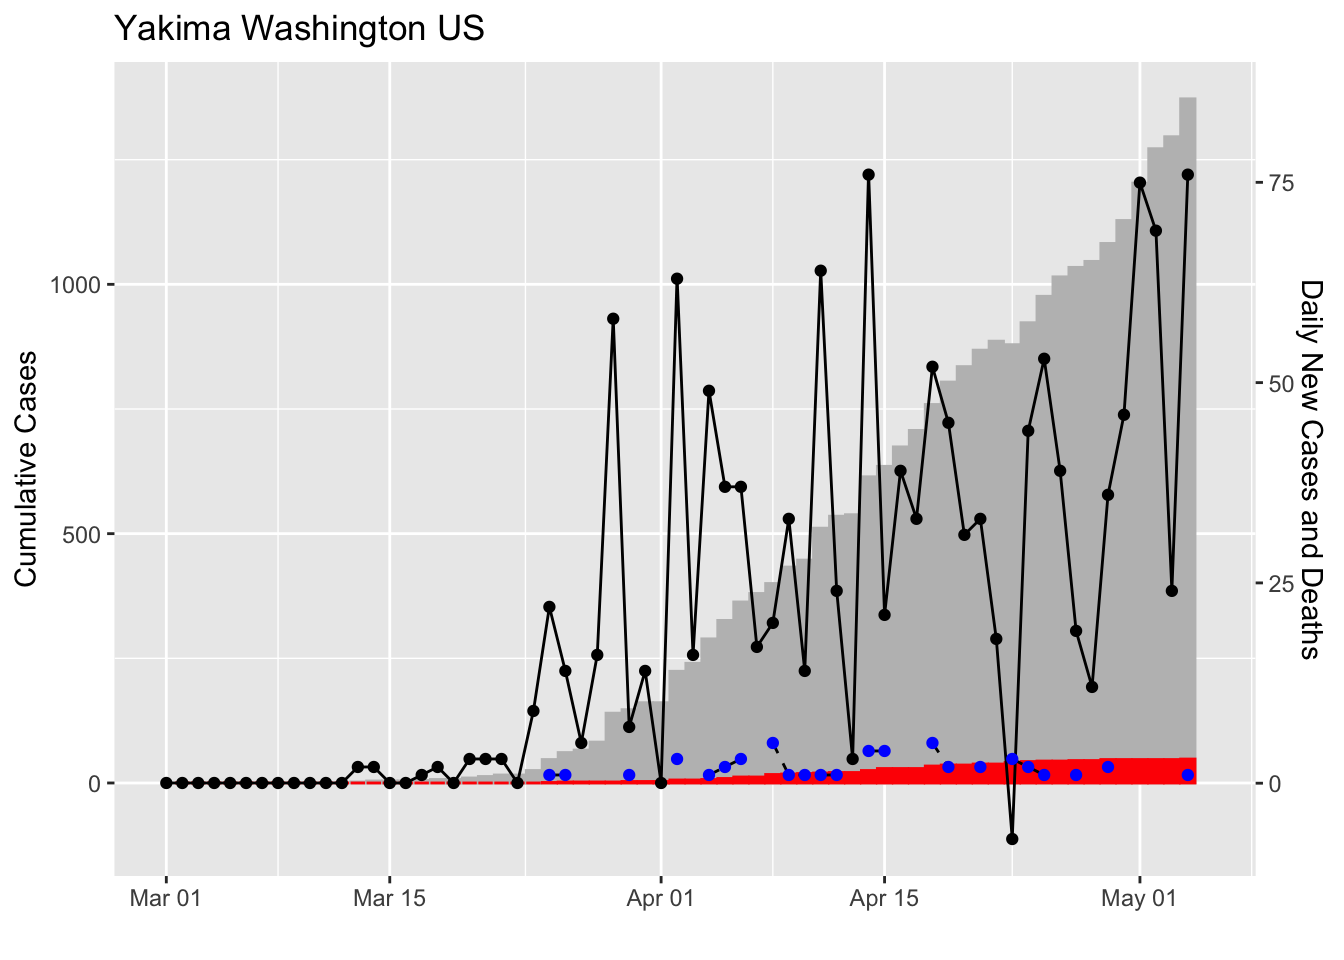 Yakima Washington US
Cumulative Cases
1000
500
0
75
50
25
0
Daily New Cases and Deaths
Mar 01
Mar 15
Apr 01
Apr 15
May 01